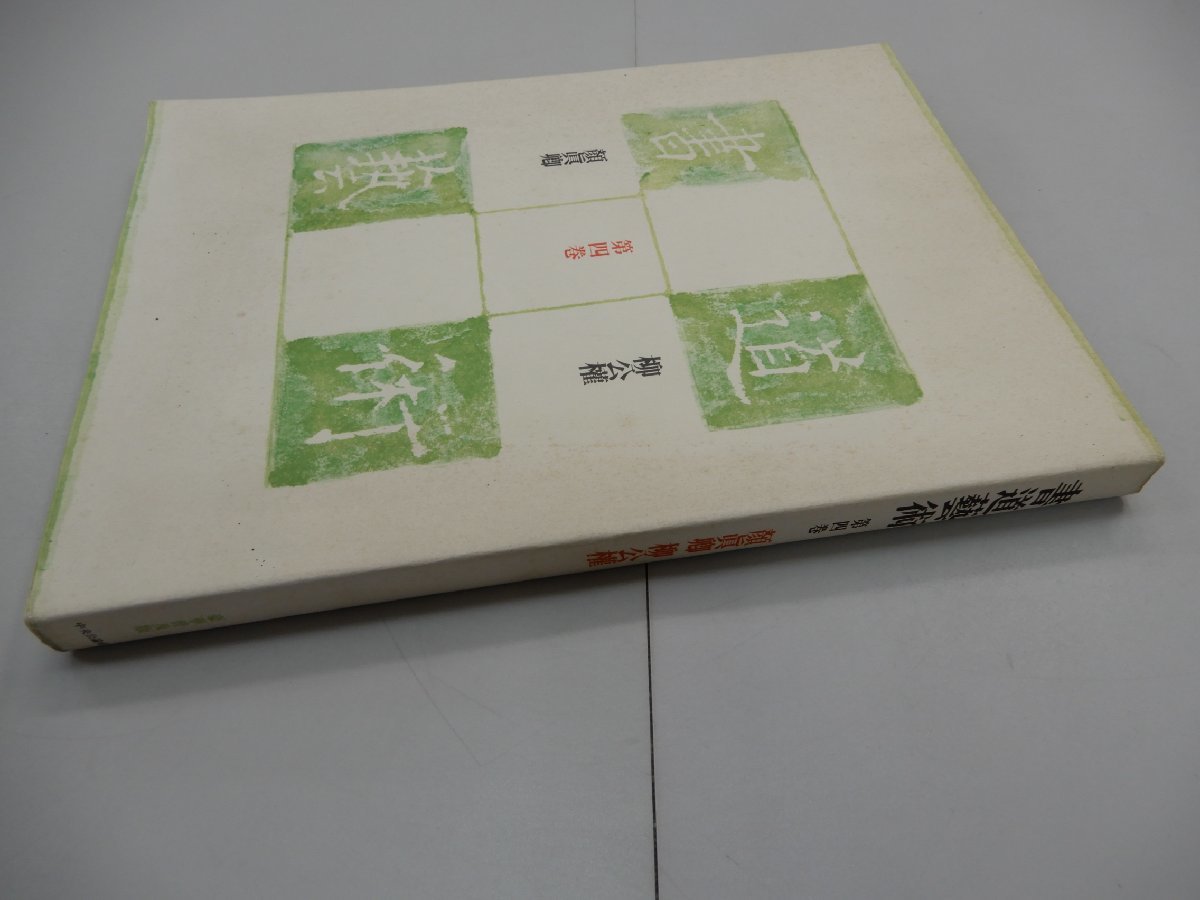 書道
藝術
顏眞卿
第四巻
柳公權
書道藝術
第四巻
顏眞卿 柳公權